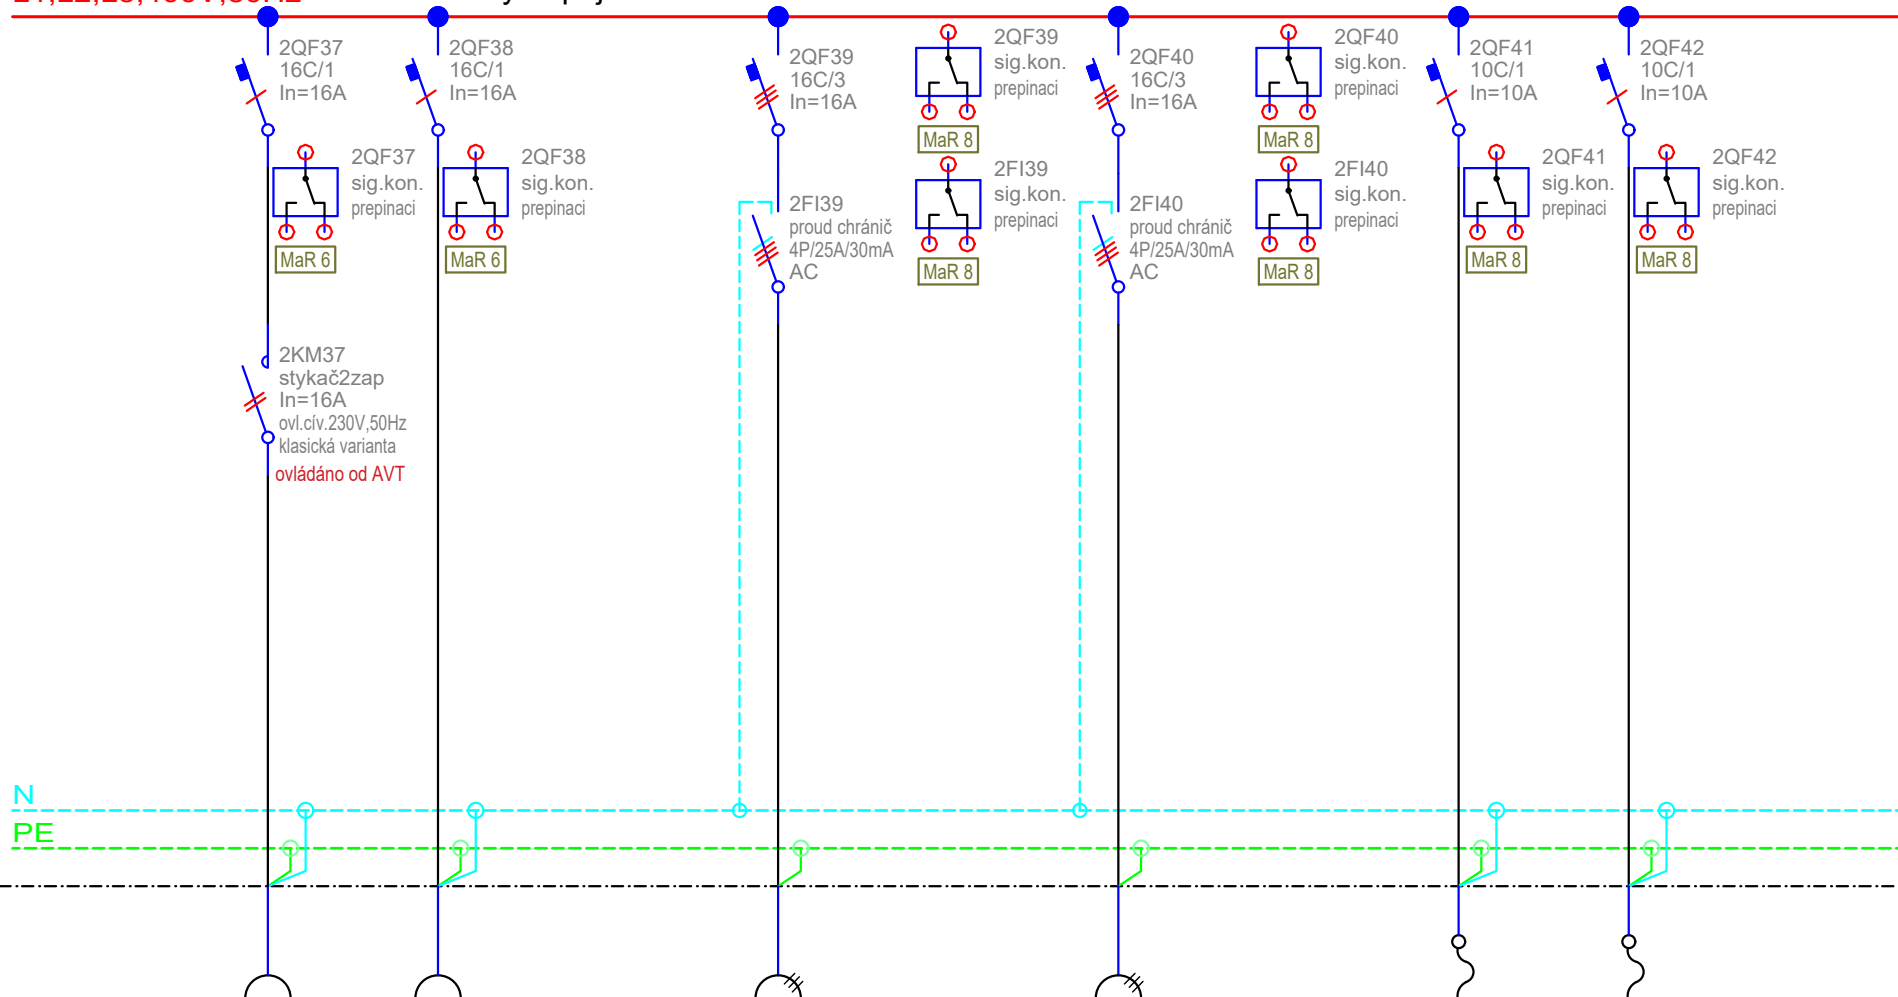 2QF37
16C/1
In=16A
2QF37
sig.kon.
prepinaci
MaR 6
2KM37
stykač2zap
In=16A
ovl.cív.230V,50Hz
klasická varianta
ovládáno od AVT
2QF38
16C/1
In=16A
2QF38
sig.kon.
prepinaci
MaR 6
2QF39
16C/3
In=16A
2FI39
proud chránič
4P/25A/30mA
AC
2QF39
sig.kon.
prepinaci
MaR 8
2FI39
sig.kon.
prepinaci
MaR 8
2QF40
16C/3
In=16A
2FI40
proud chránič
4P/25A/30mA
AC
2QF40
sig.kon.
prepinaci
MaR 8
2FI40
sig.kon.
prepinaci
MaR 8
2QF41
10C/1
In=10A
2QF41
sig.kon.
prepinaci
MaR 8
2QF42
10C/1
In=10A
2QF42
sig.kon.
prepinaci
MaR 8
N
PE